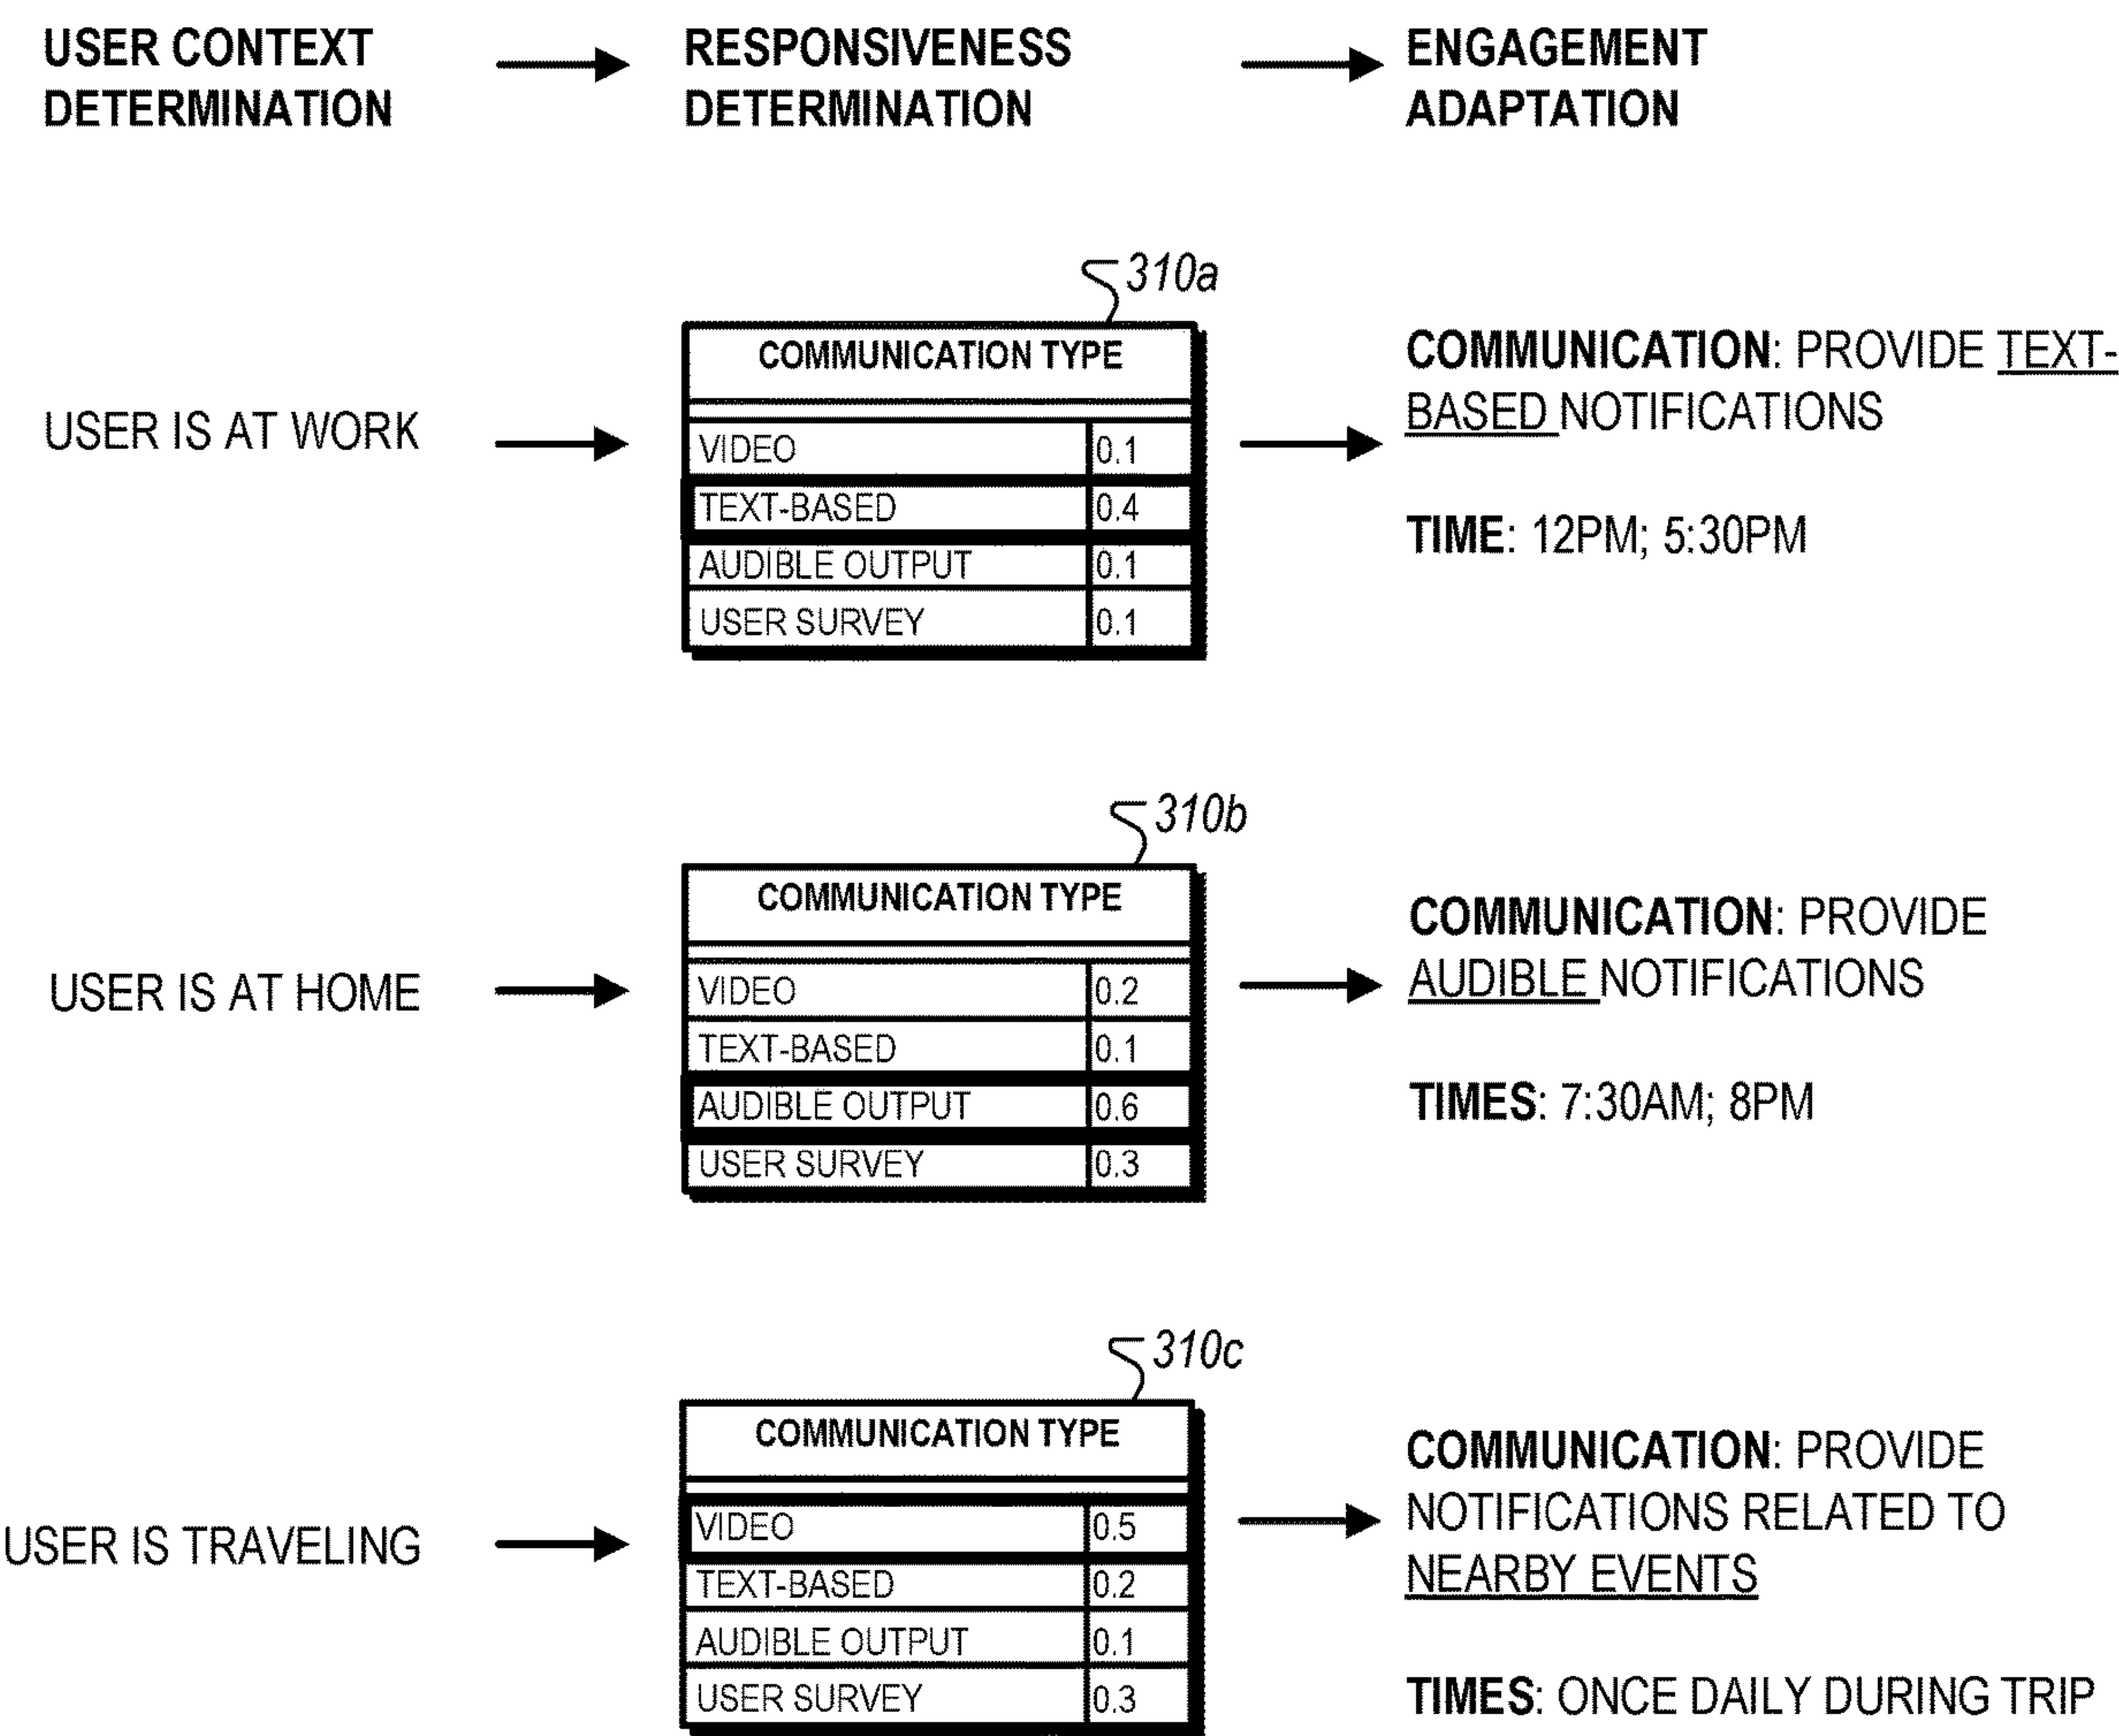 USER CONTEXT
DETERMINATION
RESPONSIVENESS
DETERMINATION
ENGAGEMENT
ADAPTATION
USER IS AT WORK
310a
COMMUNICATION TYPE
VIDEO 0.1
TEXT-BASED 0.4
AUDIBLE OUTPUT 0.1
USER SURVEY 0.1
COMMUNICATION: PROVIDE TEXT-
BASED NOTIFICATIONS
TIME: 12PM; 5:30PM
USER IS AT HOME
310b
COMMUNICATION TYPE
VIDEO 0.2
TEXT-BASED 0.1
AUDIBLE OUTPUT 0.6
USER SURVEY 0.3
COMMUNICATION: PROVIDE
AUDIBLE NOTIFICATIONS
TIMES: 7:30AM; 8PM
USER IS TRAVELING
310c
COMMUNICATION TYPE
VIDEO 0.5
TEXT-BASED 0.2
AUDIBLE OUTPUT 0.1
USER SURVEY 0.3
COMMUNICATION: PROVIDE
NOTIFICATIONS RELATED TO
NEARBY EVENTS
TIMES: ONCE DAILY DURING TRIP